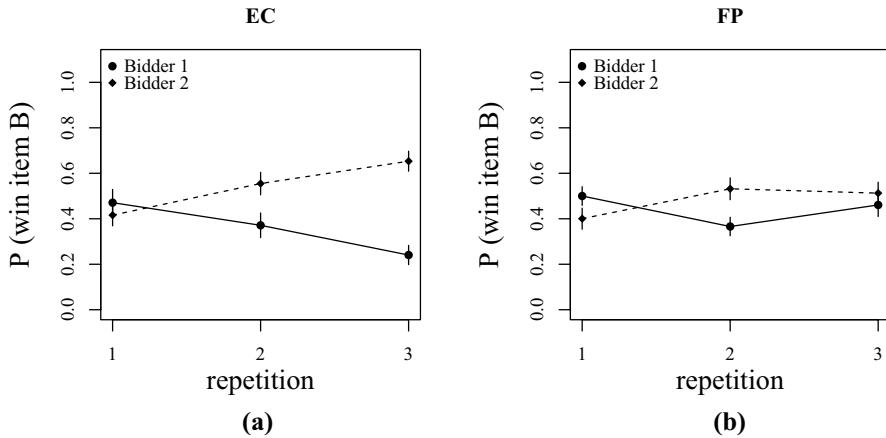 EC
Bidder 1
Bidder 2
P (win item B)
1.0
0.8
0.6
0.4
0.2
0.0
1 2 3
repetition
(a)
FP
Bidder 1
Bidder 2
P (win item B)
1.0
0.8
0.6
0.4
0.2
0.0
1 2 3
repetition
(b)